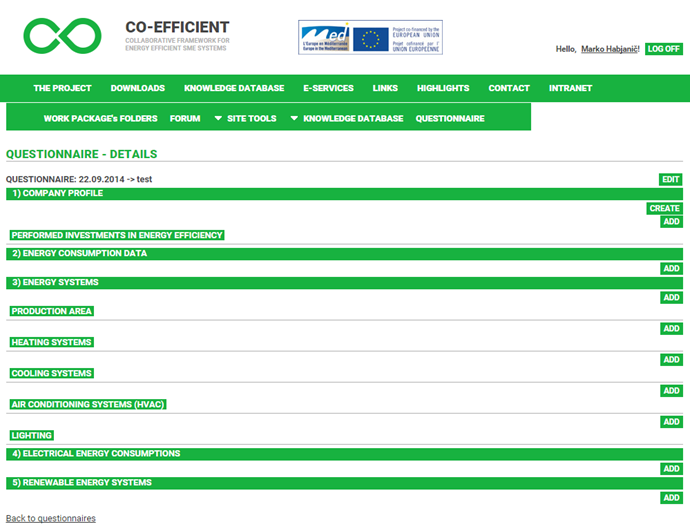 CO-EFFICIENT
COLLABORATIVE FRAMEWORK FOR
ENERGY EFFICIENT SME SYSTEMS
Med
L'Europe en Méditerranée
Europe in the Mediterranean
Project co-financed by the
EUROPEAN UNION
Projet cofinancé par l'
UNION EUROPÉENNE
Hello, Marko Habjanič! LOG OFF
THE PROJECT DOWNLOADS KNOWLEDGE DATABASE E-SERVICES LINKS HIGHLIGHTS CONTACT INTRANET
WORK PACKAGE's FOLDERS FORUM SITE TOOLS KNOWLEDGE DATABASE QUESTIONNAIRE
QUESTIONNAIRE - DETAILS
QUESTIONNAIRE: 22.09.2014 -> test EDIT
1) COMPANY PROFILE
CREATE
ADD
PERFORMED INVESTMENTS IN ENERGY EFFICIENCY
2) ENERGY CONSUMPTION DATA
ADD
3) ENERGY SYSTEMS
ADD
PRODUCTION AREA
ADD
HEATING SYSTEMS
ADD
COOLING SYSTEMS
ADD
AIR CONDITIONING SYSTEMS (HVAC)
ADD
LIGHTING
4) ELECTRICAL ENERGY CONSUMPTIONS
ADD
5) RENEWABLE ENERGY SYSTEMS
ADD
Back to questionnaires